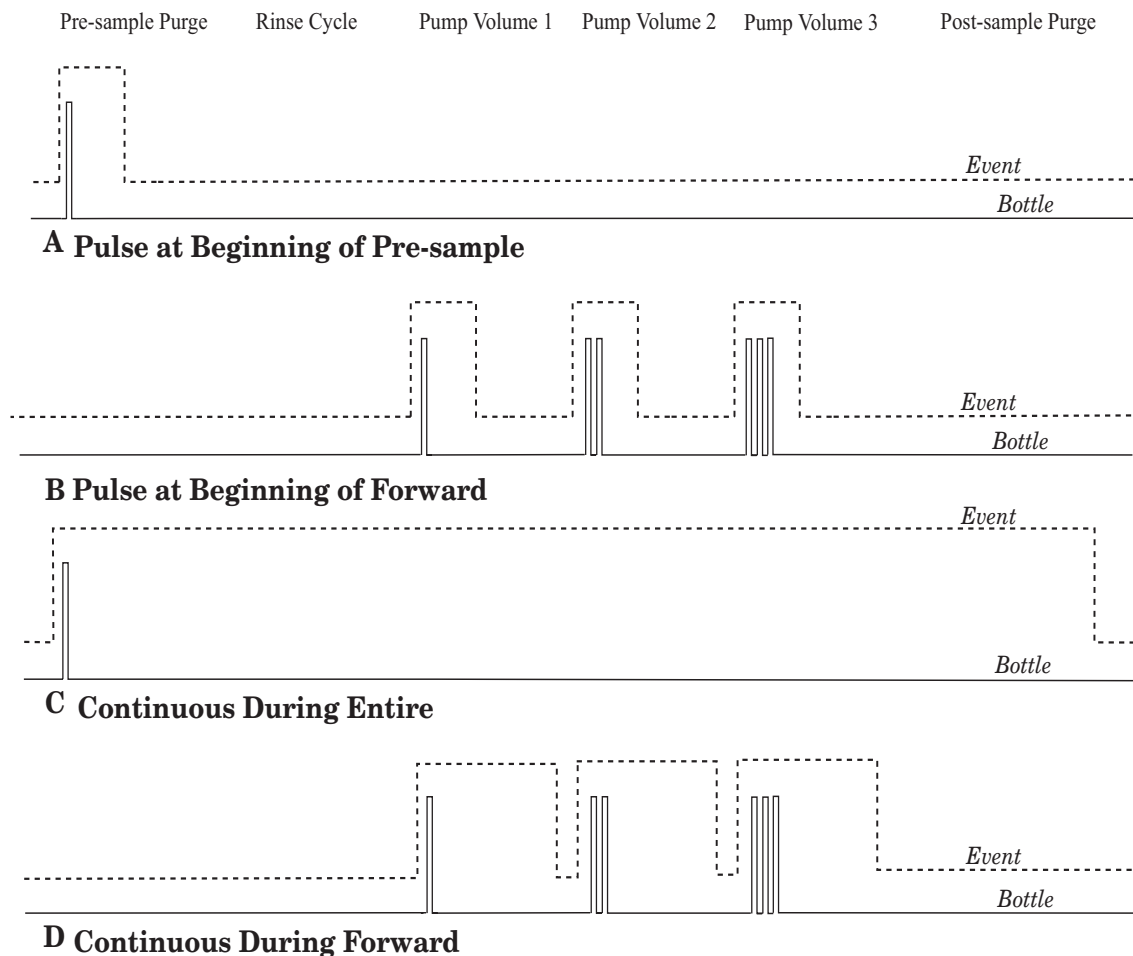 Pre-sample Purge Rinse Cycle Pump Volume 1 Pump Volume 2 Pump Volume 3 Post-sample Purge
Event
Bottle
A Pulse at Beginning of Pre-sample
Event
Bottle
B Pulse at Beginning of Forward
Event
Bottle
C Continuous During Entire
Event
Bottle
D Continuous During Forward